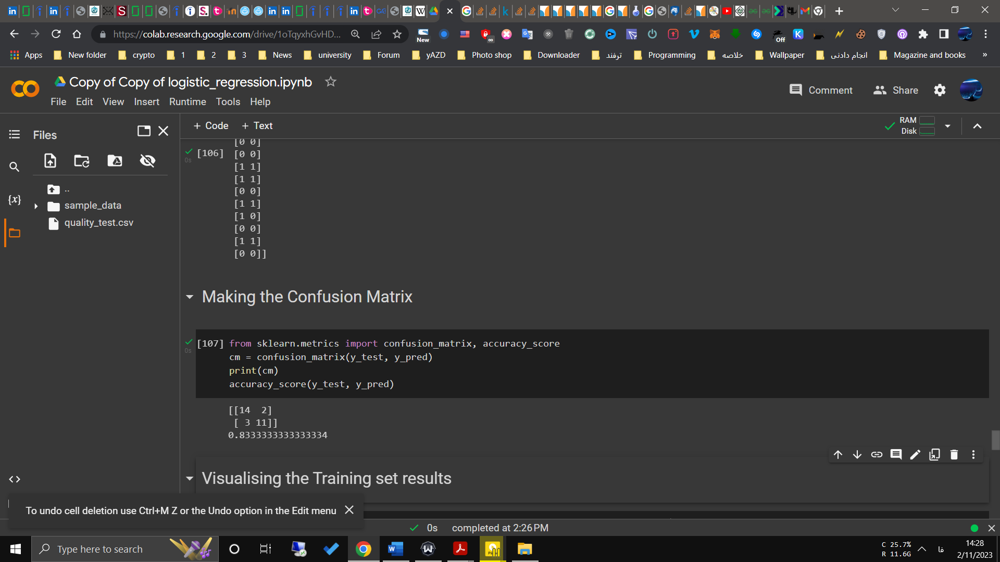 https://colab.research.google.com/drive/1oTqyxhGvHD...
New
Off
Apps New folder crypto 1 2 3 News university Forum yAZD Photo shop Downloader ترفند Programming خلاصه Wallpaper انجام دادنی Magazine and books »
Copy of Copy of logistic_regression.ipynb
Comment Share
File Edit View Insert Runtime Tools Help
Files
+ Code + Text
RAM
Disk
[0 0]
[106] [0 0]
0s
[1 1]
[1 1]
[0 0]
[1 1]
[1 0]
[0 0]
[1 1]
[0 0]]
{x}
..
sample_data
quality_test.csv
Making the Confusion Matrix
[107] from sklearn.metrics import confusion_matrix, accuracy_score
0s
cm = confusion_matrix(y_test, y_pred)
print(cm)
accuracy_score(y_test, y_pred)
[[14  2]
[ 3 11]]
0.8333333333333334
Visualising the Training set results
To undo cell deletion use Ctrl+M Z or the Undo option in the Edit menu
0s completed at 2:26 PM
Type here to search
C 25.7%
R 11.6G
فا
14:28
2/11/2023